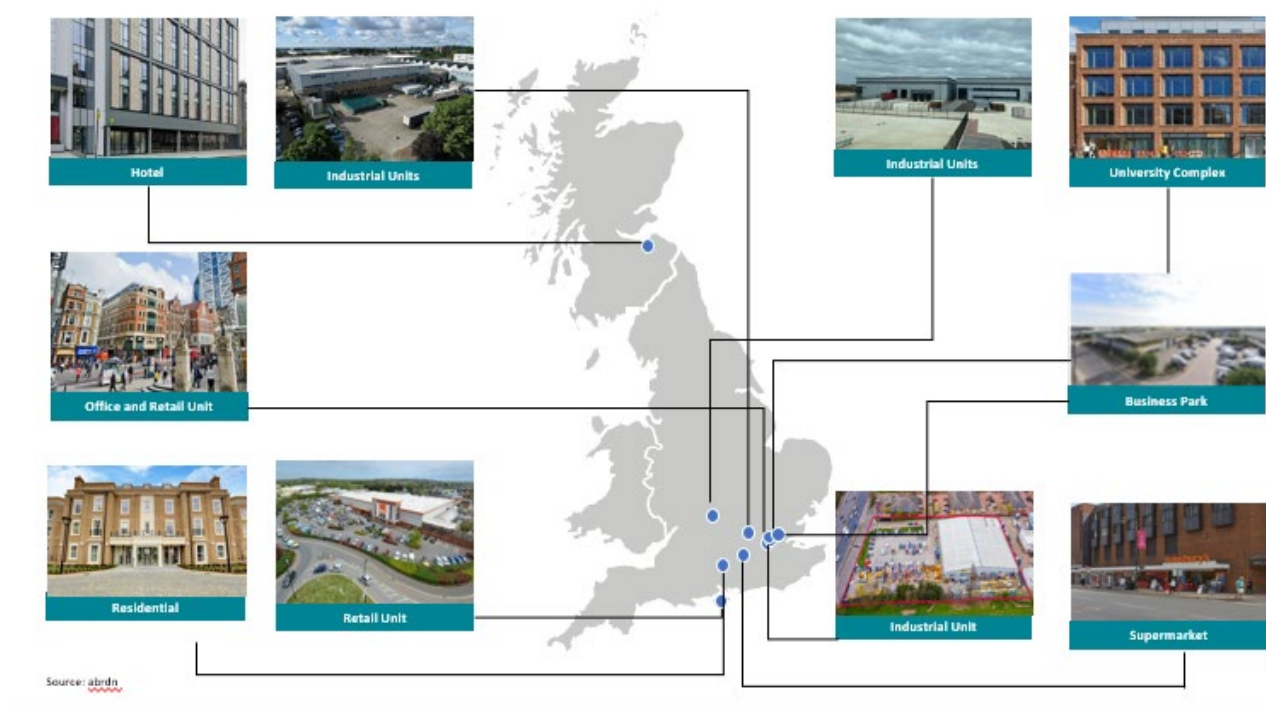 Hotel
Industrial Units
Industrial Units
University Complex
Office and Retail Unit
Business Park
Residential
Retail Unit
Industrial Unit
Supermarket
Source: abrdn